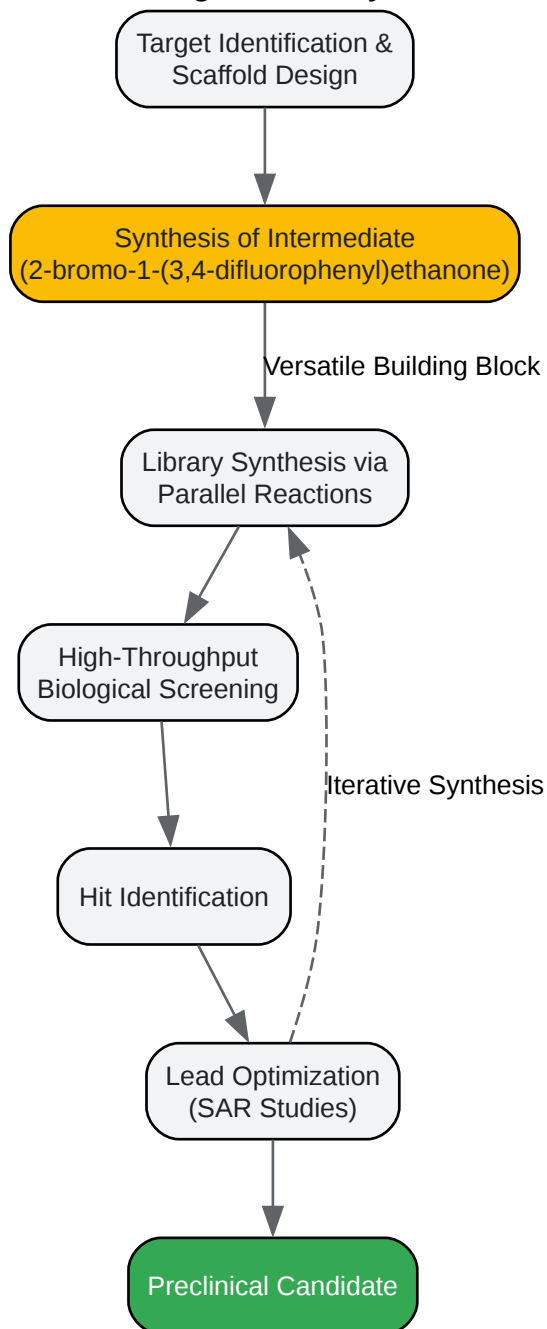 Target Identification &
Scaffold Design
Synthesis of Intermediate
(2-bromo-1-(3,4-difluorophenyl)ethanone)
Versatile Building Block
Library Synthesis via
Parallel Reactions
High-Throughput
Biological Screening
Iterative Synthesis
Hit Identification
Lead Optimization
(SAR Studies)
Preclinical Candidate